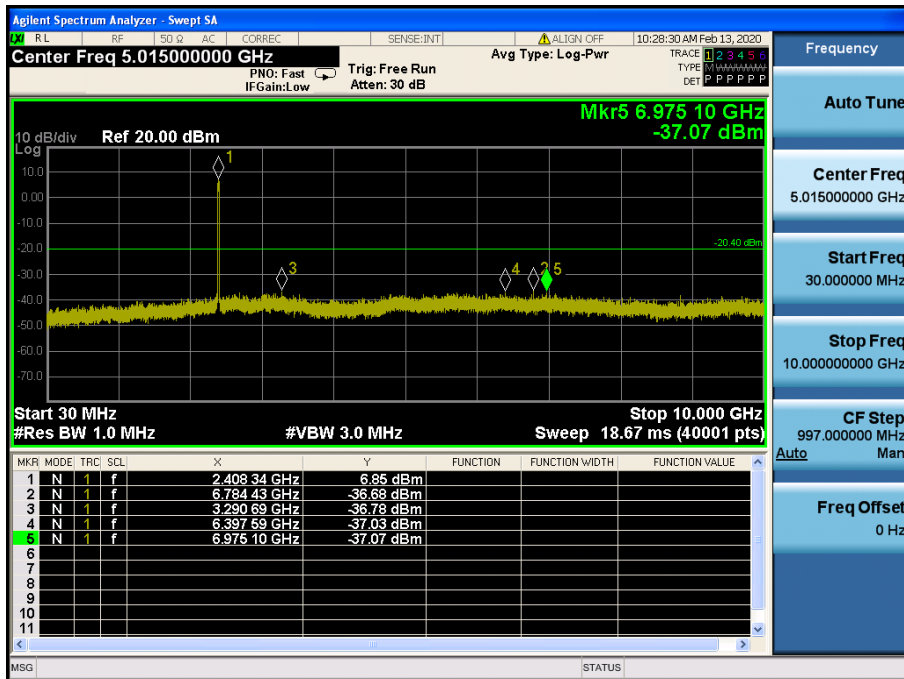 Agilent Spectrum Analyzer - Swept SA
LXI RL RF 50 Ω AC CORREC SENSE:INT ALIGN OFF 10:28:30 AM Feb 13, 2020
Center Freq 5.015000000 GHz
PNO: Fast
IFGain:Low
Trig: Free Run
Atten: 30 dB
Avg Type: Log-Pwr
TRACE 1 2 3 4 5 6
TYPE M WWWWW
DET P P P P P P
Mkr5 6.975 10 GHz
-37.07 dBm
10 dB/div Ref 20.00 dBm
Log
10.0
0.00
-10.0
-20.0
-30.0
-40.0
-50.0
-60.0
-70.0
1
3
4
2
5
-20.40 dBm
Start 30 MHz Stop 10.000 GHz
#Res BW 1.0 MHz #VBW 3.0 MHz Sweep 18.67 ms (40001 pts)
MKR MODE TRC SCL X Y FUNCTION FUNCTION WIDTH FUNCTION VALUE
1 N 1 f 2.408 34 GHz 6.85 dBm
2 N 1 f 6.784 43 GHz -36.68 dBm
3 N 1 f 3.290 69 GHz -36.78 dBm
4 N 1 f 6.397 59 GHz -37.03 dBm
5 N 1 f 6.975 10 GHz -37.07 dBm
6
7
8
9
10
11
MSG STATUS
Frequency
Auto Tune
Center Freq
5.015000000 GHz
Start Freq
30.000000 MHz
Stop Freq
10.000000000 GHz
CF Step
997.000000 MHz
Auto Man
Freq Offset
0 Hz